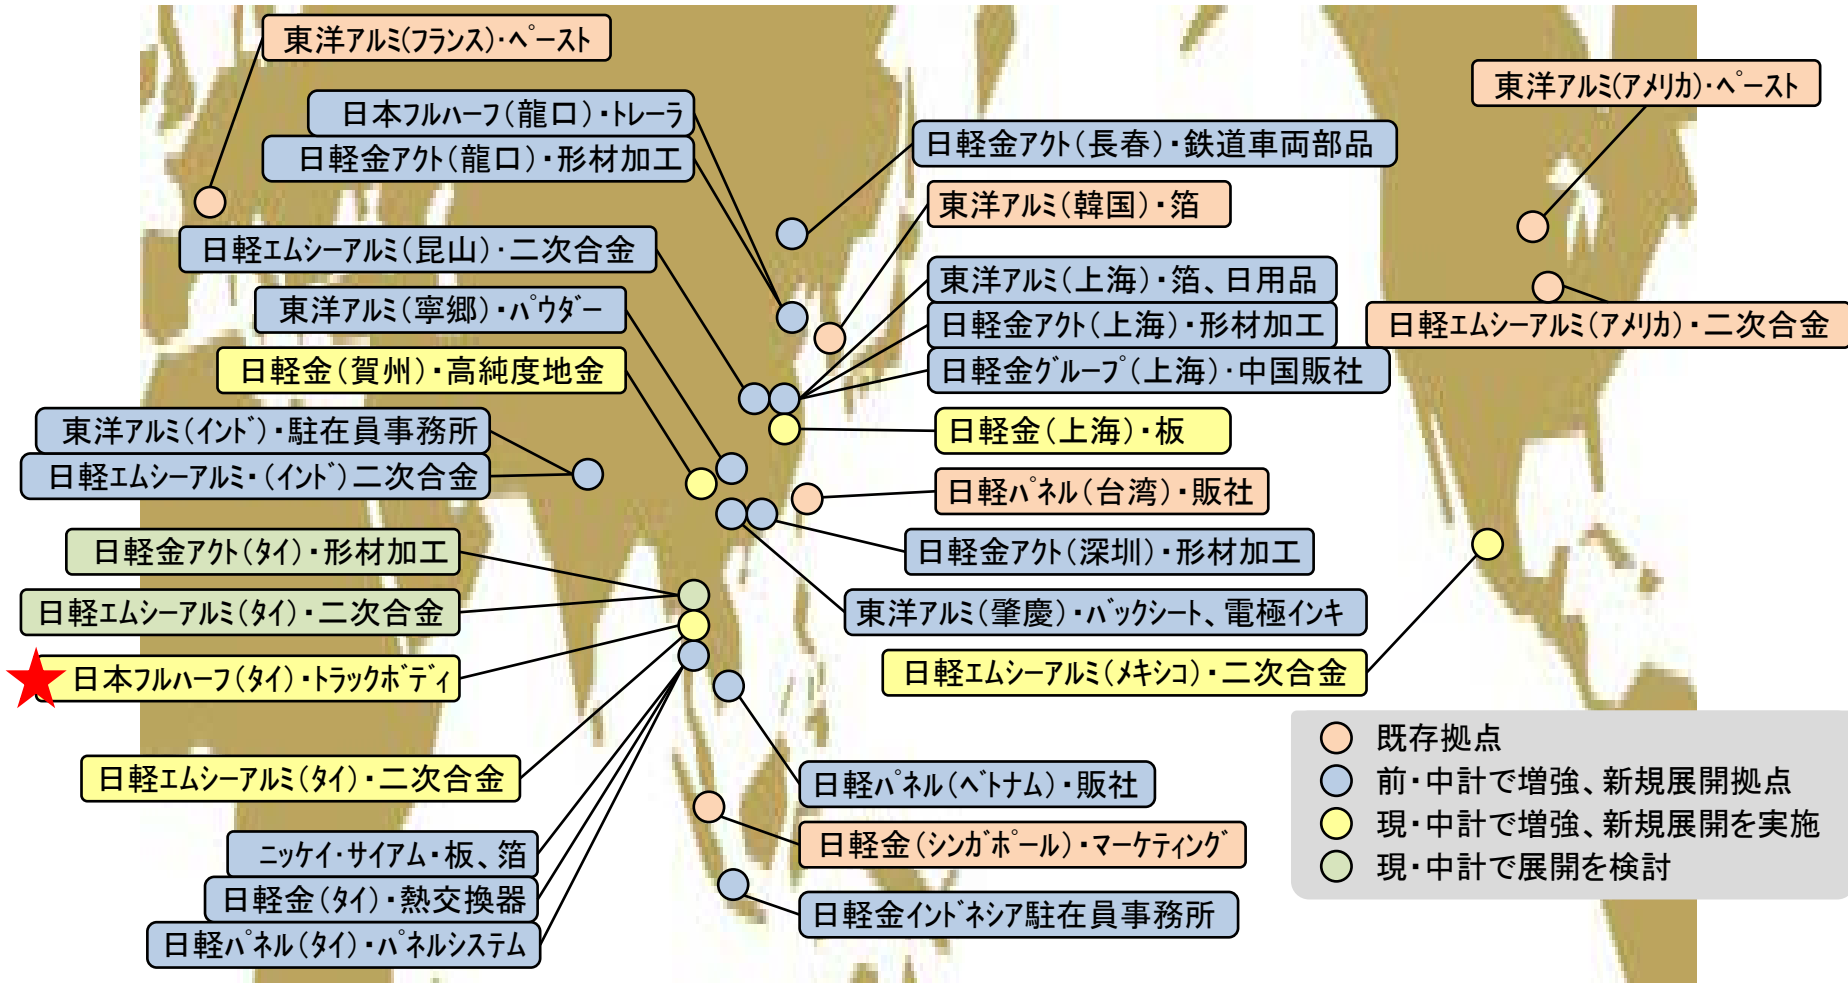 東洋アルミ(フランス)・ペースト
東洋アルミ(アメリカ)・ペースト
日本フルハーフ(龍口)・トレーラ
日軽金アクト(龍口)・形材加工
日軽金アクト(長春)・鉄道車両部品
東洋アルミ(韓国)・箔
日軽エムシーアルミ(昆山)・二次合金
東洋アルミ(上海)・箔、日用品
東洋アルミ(寧郷)・パウダー
日軽金アクト(上海)・形材加工
日軽エムシーアルミ(アメリカ)・二次合金
日軽金(賀州)・高純度地金
日軽金グループ(上海)・中国販社
東洋アルミ(インド)・駐在員事務所
日軽金(上海)・板
日軽エムシーアルミ・(インド)二次合金
日軽パネル(台湾)・販社
日軽金アクト(タイ)・形材加工
日軽金アクト(深圳)・形材加工
日軽エムシーアルミ(タイ)・二次合金
東洋アルミ(肇慶)・バックシート、電極インキ
日本フルハーフ(タイ)・トラックボディ
日軽エムシーアルミ(メキシコ)・二次合金
日軽エムシーアルミ(タイ)・二次合金
日軽パネル(ベトナム)・販社
ニッケイ・サイアム・板、箔
日軽金(シンガポール)・マーケティング
日軽金(タイ)・熱交換器
日軽金インドネシア駐在員事務所
日軽パネル(タイ)・パネルシステム
既存拠点
前・中計で増強、新規展開拠点
現・中計で増強、新規展開を実施
現・中計で展開を検討